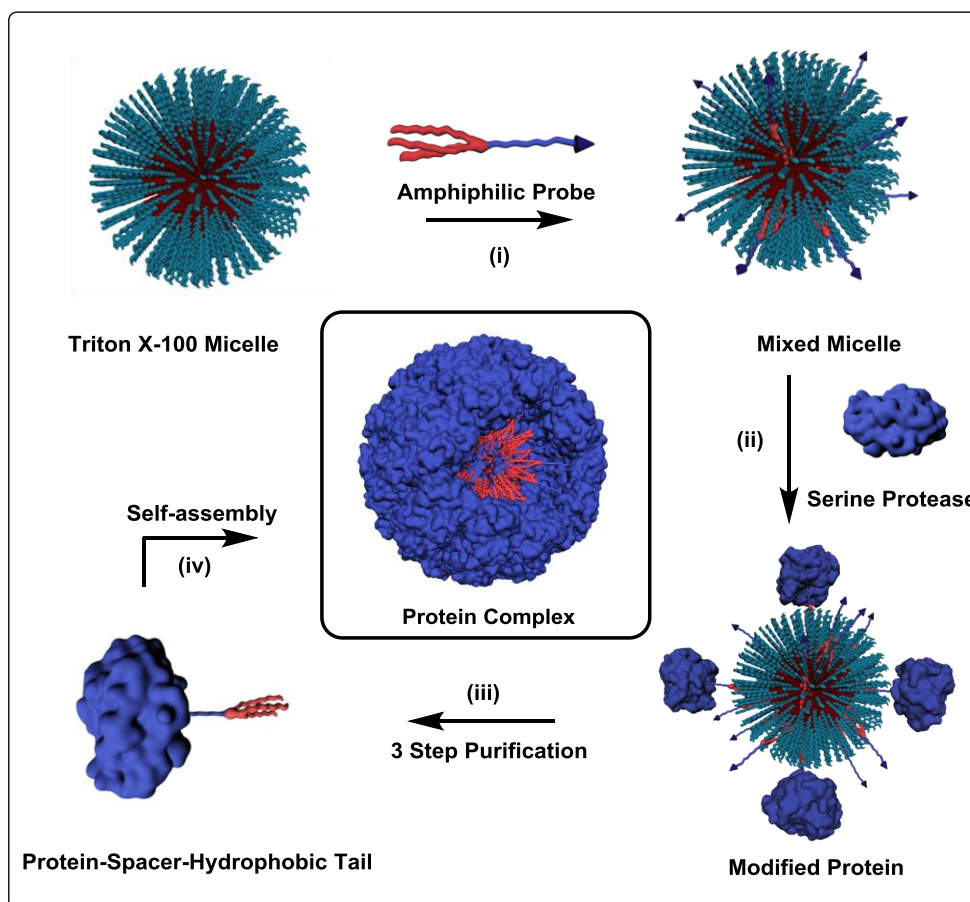 Amphiphilic Probe
(i)
Triton X-100 Micelle
Mixed Micelle
(ii)
Serine Protease
Self-assembly
(iv)
Protein Complex
(iii)
3 Step Purification
Protein-Spacer-Hydrophobic Tail
Modified Protein